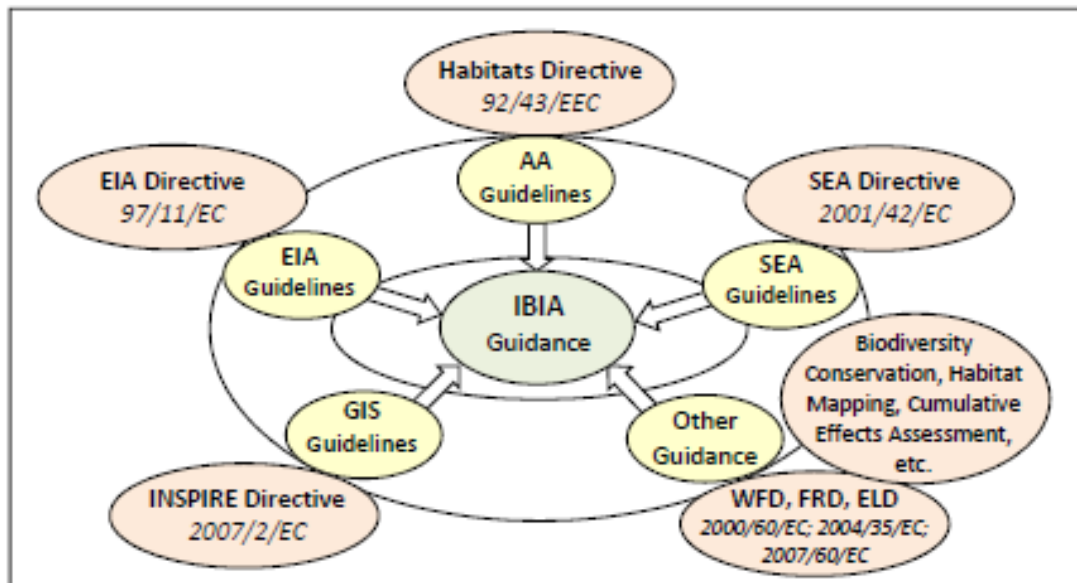 Habitats Directive
92/43/EEC
AA
Guidelines
EIA Directive
97/11/EC
SEA Directive
2001/42/EC
EIA
Guidelines
SEA
Guidelines
IBIA
Guidance
Biodiversity
Conservation, Habitat
Mapping, Cumulative
Effects Assessment,
etc.
GIS
Guidelines
Other
Guidance
INSPIRE Directive
2007/2/EC
WFD, FRD, ELD
2000/60/EC; 2004/35/EC;
2007/60/EC